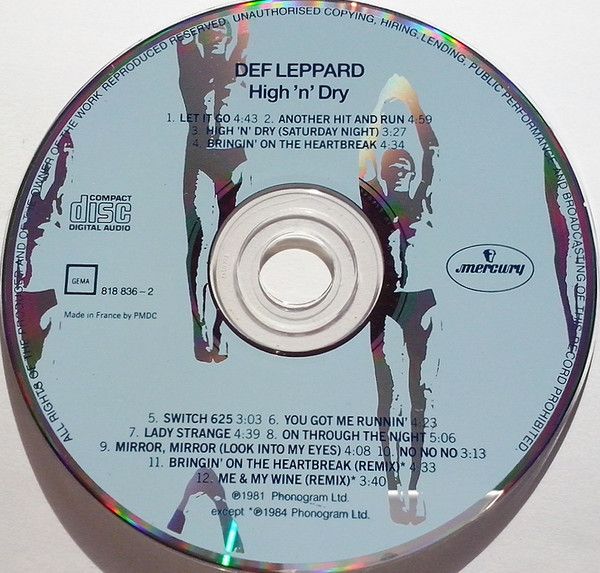 ALL RIGHTS OF THE PRODUCER AND OF THE OWNER OF THE WORK REPRODUCED RESERVED. UNAUTHORISED COPYING, HIRING, LENDING, PUBLIC PERFORMANCE AND BROADCASTING OF THIS RECORD PROHIBITED.
DEF LEPPARD
High 'n' Dry
1. LET IT GO 4:43 2. ANOTHER HIT AND RUN 4:59
3. HIGH 'N' DRY (SATURDAY NIGHT) 3:27
4. BRINGIN' ON THE HEARTBREAK 4:34
COMPACT
disc
DIGITAL AUDIO
mercury
GEMA
818 836-2
Made in France by PMDC
5. SWITCH 625 3:03 6. YOU GOT ME RUNNIN' 4:23
7. LADY STRANGE 4:39 8. ON THROUGH THE NIGHT 5:06
9. MIRROR, MIRROR (LOOK INTO MY EYES) 4:08 10. NO NO NO 3:13
11. BRINGIN' ON THE HEARTBREAK (REMIX)* 4:33
12. ME & MY WINE (REMIX)* 3:40
℗1981 Phonogram Ltd.
except *℗1984 Phonogram Ltd.